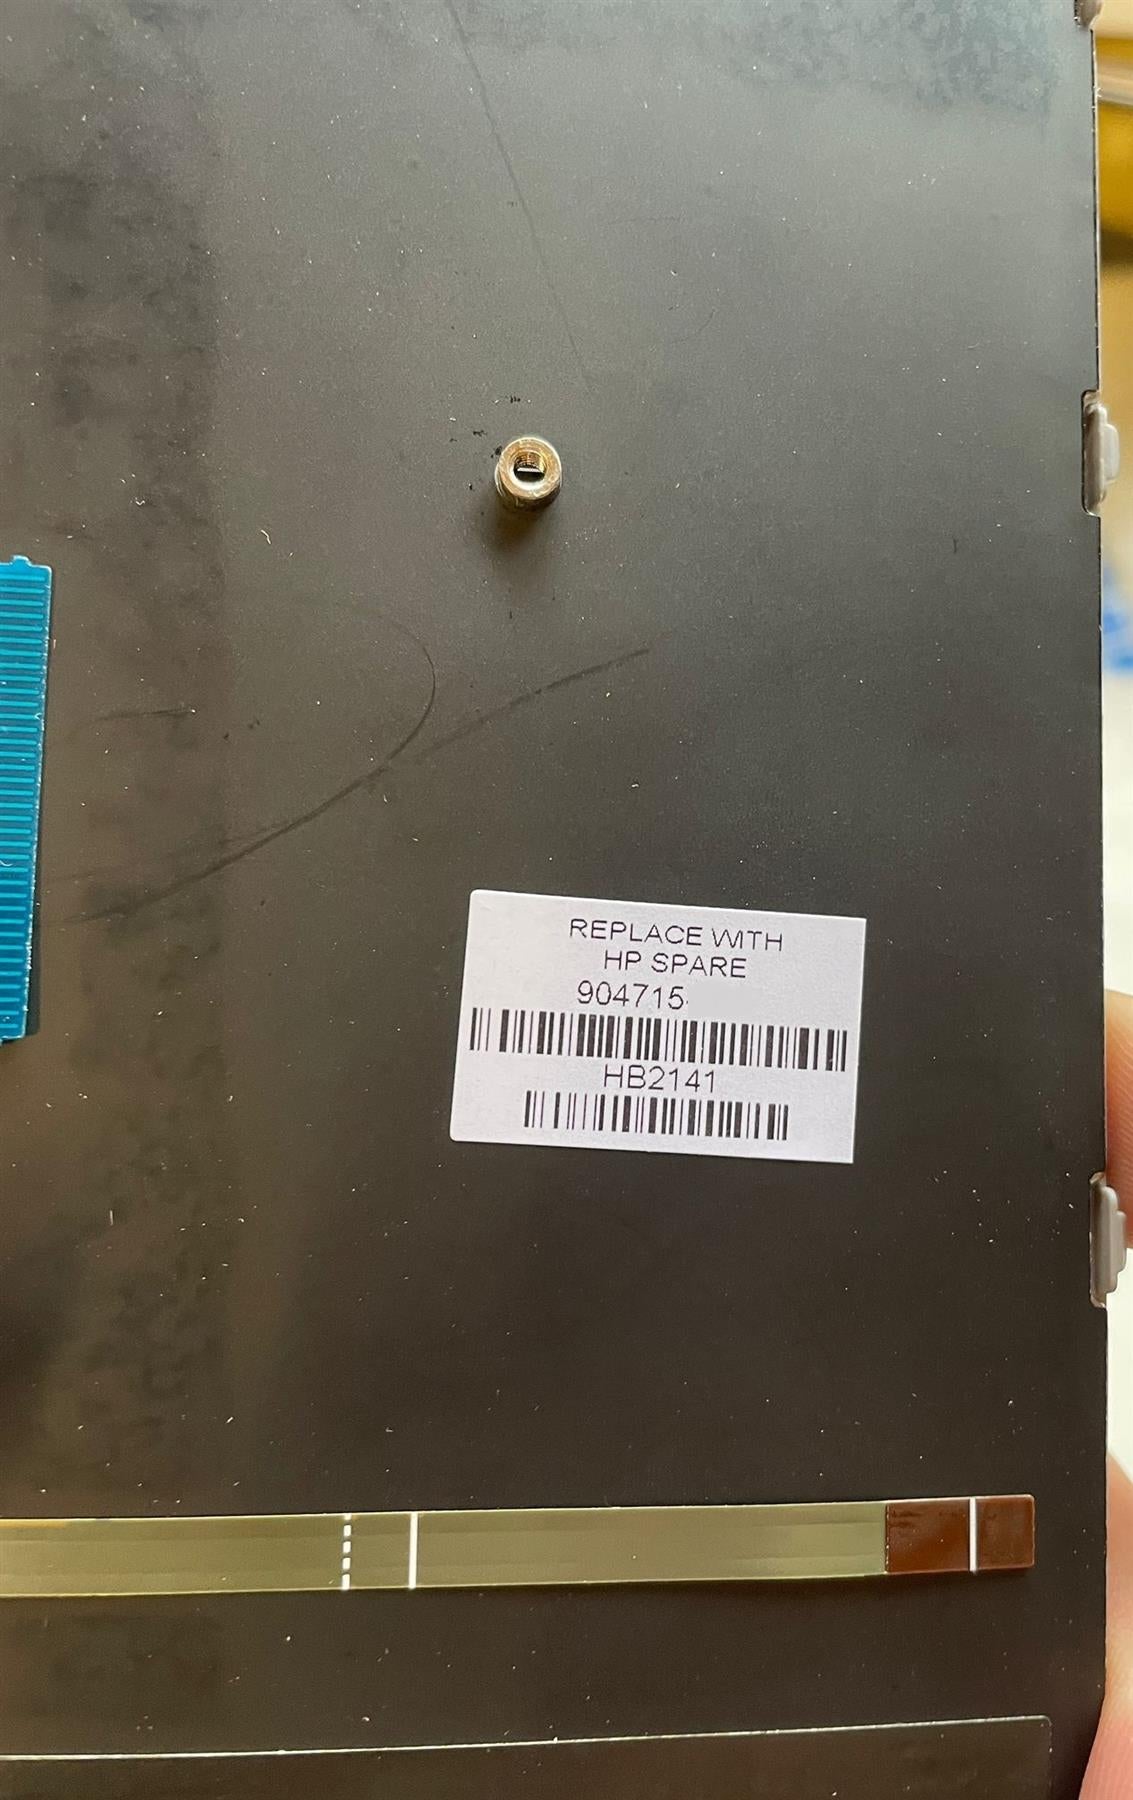 REPLACE WITH
HP SPARE
904715-
HB2141